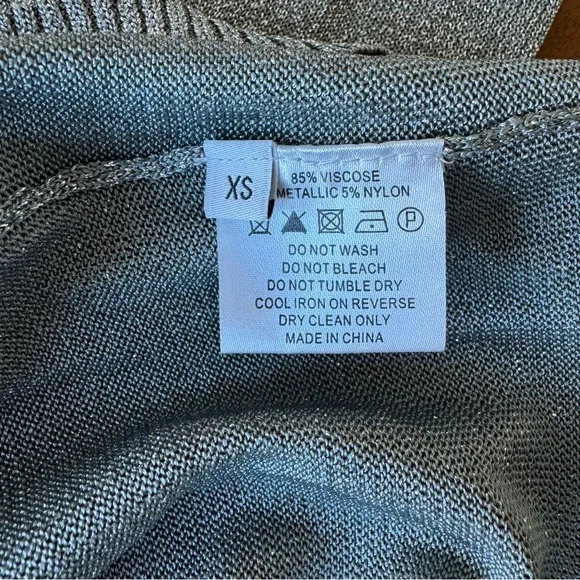 XS
85% VISCOSE
METALLIC 5% NYLON
P
DO NOT WASH
DO NOT BLEACH
DO NOT TUMBLE DRY
COOL IRON ON REVERSE
DRY CLEAN ONLY
MADE IN CHINA